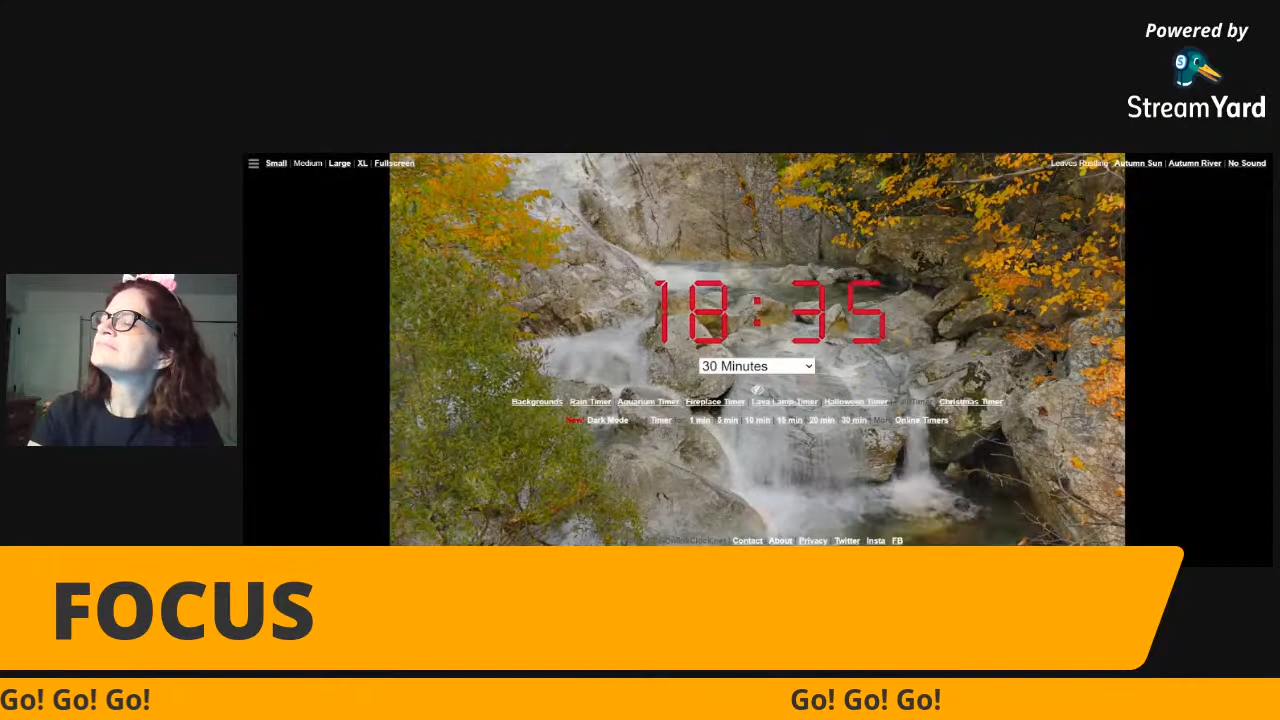 Powered by
StreamYard
Small | Medium | Large | XL | Fullscreen
Leaves Rustling | Autumn Sun | Autumn River | No Sound
18:35
30 Minutes
Backgrounds Rain Timer | Aquarium Timer | Fireplace Timer | Lava Lamp Timer | Halloween Timer | Christmas Timer
New! Dark Mode Timer 1 min | 5 min | 10 min | 15 min | 20 min | 30 min | Online Timers
Contact | About | Privacy | Twitter | Insta | FB
FOCUS
Go! Go! Go! Go! Go! Go!